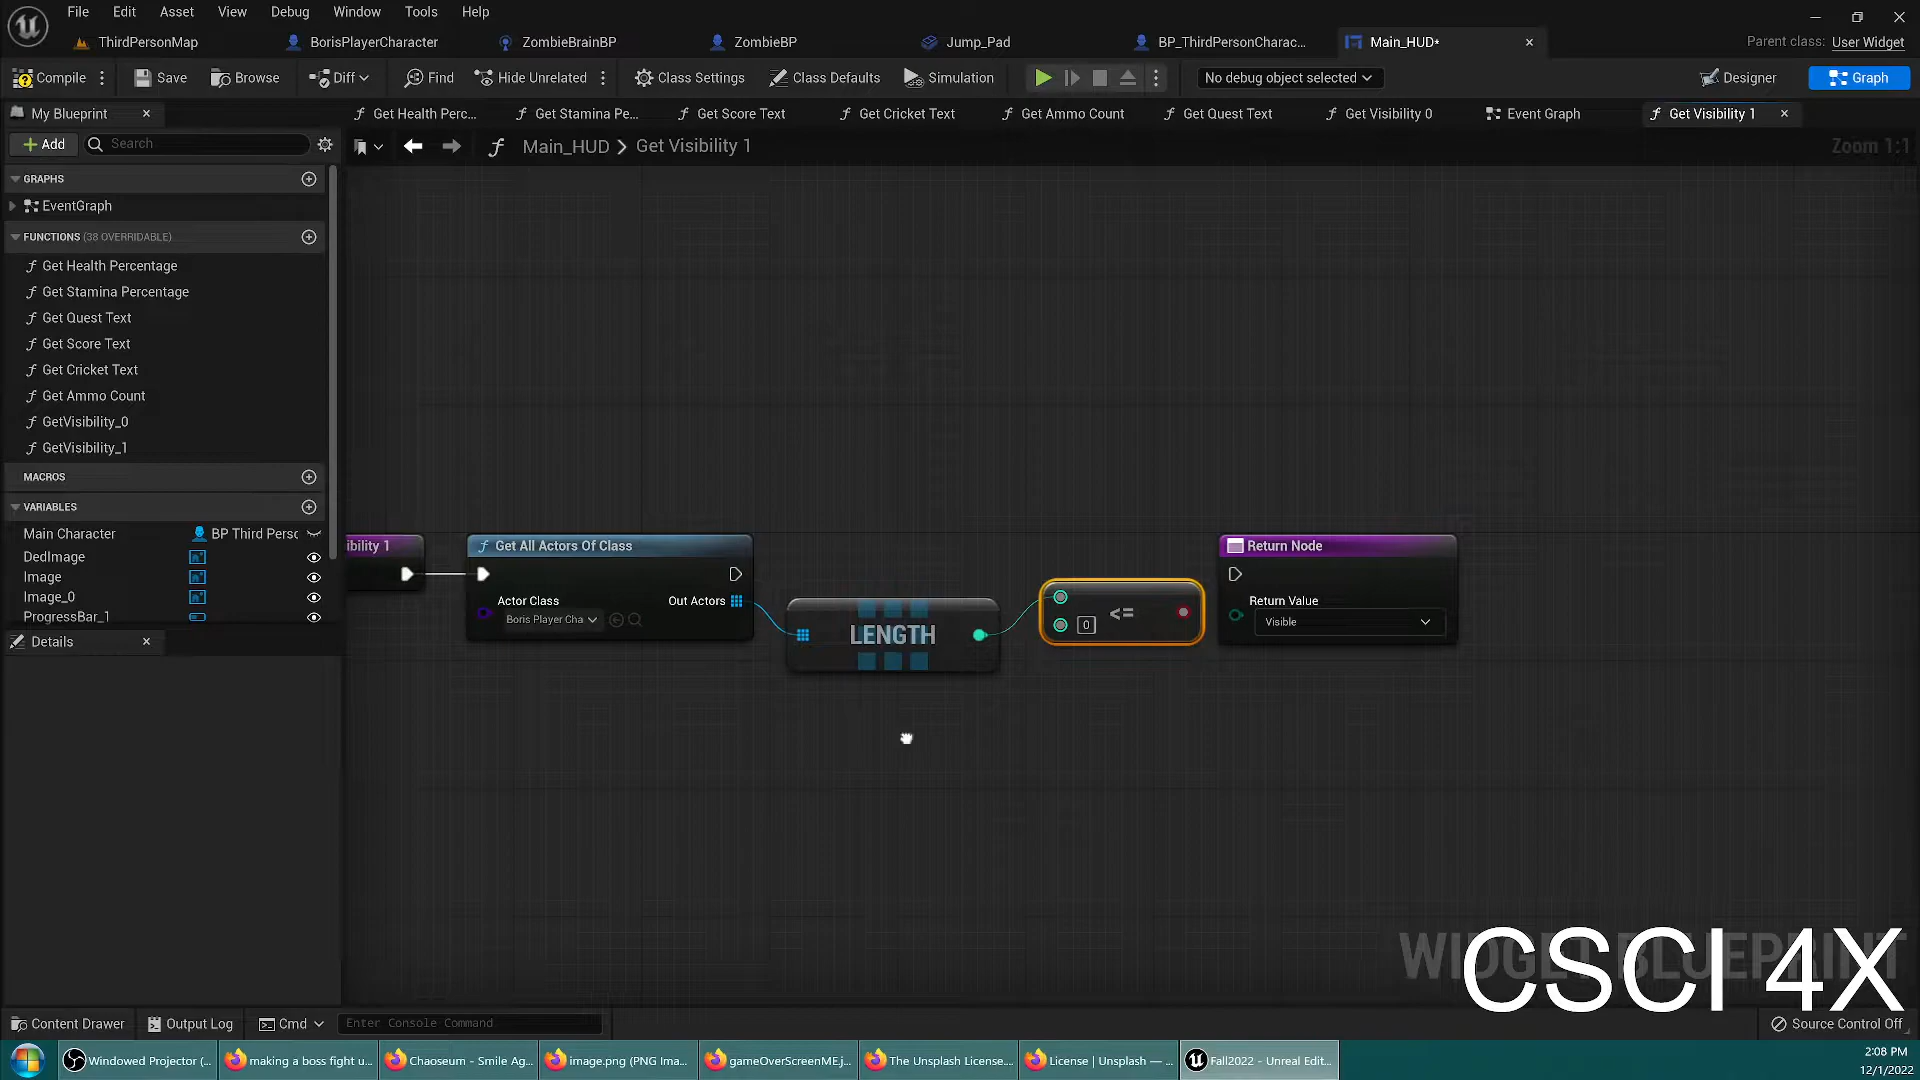 File Edit Asset View Debug Window Tools Help
ThirdPersonMap BorisPlayerCharacter ZombieBrainBP ZombieBP Jump_Pad BP_ThirdPersonCharac... Main_HUD* Parent class: User Widget
Compile Save Browse Diff Find Hide Unrelated Class Settings Class Defaults Simulation No debug object selected Designer Graph
My Blueprint Get Health Perc... Get Stamina Pe... Get Score Text Get Cricket Text Get Ammo Count Get Quest Text Get Visibility 0 Event Graph Get Visibility 1
Add Search Main_HUD > Get Visibility 1 Zoom 1:1
GRAPHS
EventGraph
FUNCTIONS (38 OVERRIDABLE)
Get Health Percentage
Get Stamina Percentage
Get Quest Text
Get Score Text
Get Cricket Text
Get Ammo Count
GetVisibility_0
GetVisibility_1
MACROS
VARIABLES
Main Character BP Third Perso
DedImage
Image
Image_0
ProgressBar_1
Details
ibility 1 Get All Actors Of Class Return Node
Actor Class Out Actors Return Value
Boris Player Cha LENGTH 0 <= Visible
WIDGET BLUEPRINT
CSCI 4X
Content Drawer Output Log Cmd Enter Console Command Source Control Off
Windowed Projector (... making a boss fight u... Chaoseum - Smile Ag... image.png (PNG Ima... gameOverScreenME.j... The Unsplash License... License | Unsplash — ... Fall2022 - Unreal Edit...
2:08 PM
12/1/2022